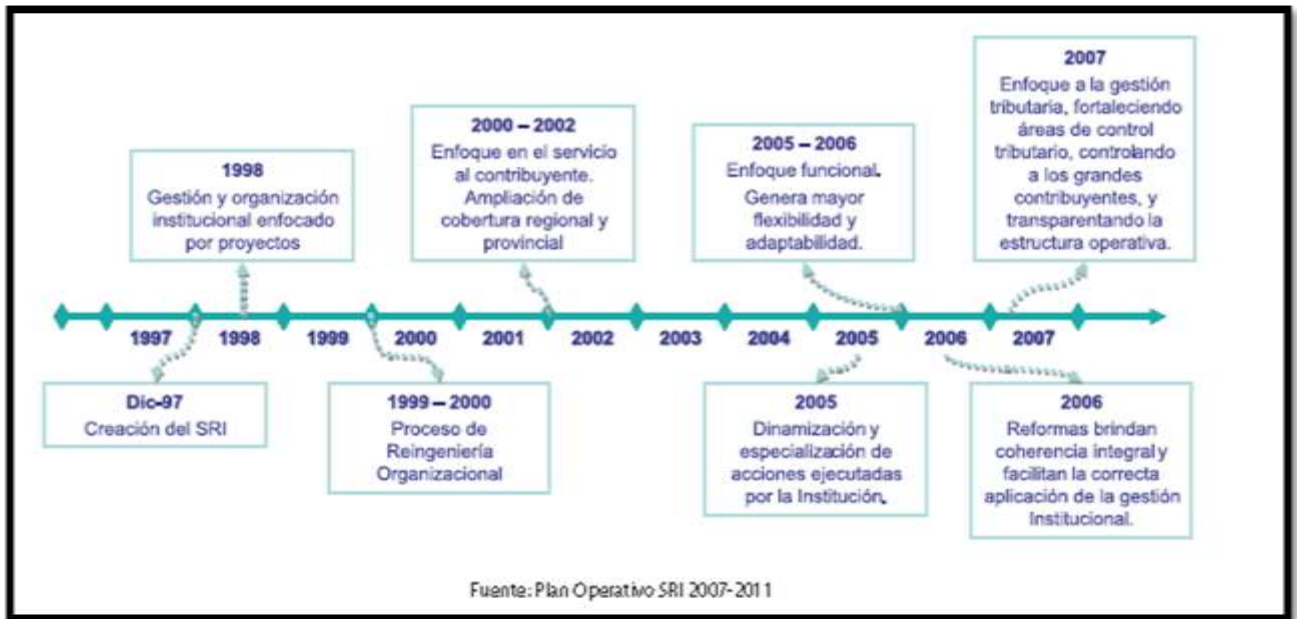 1998
Gestión y organización
institucional enfocado
por proyectos
2000 – 2002
Enfoque en el servicio
al contribuyente.
Ampliación de
cobertura regional y
provincial
2005 – 2006
Enfoque funcional.
Genera mayor
flexibilidad y
adaptabilidad.
2007
Enfoque a la gestión
tributaria, fortaleciendo
áreas de control
tributario, controlando
a los grandes
contribuyentes, y
transparentando la
estructura operativa.
1997 1998 1999 2000 2001 2002 2003 2004 2005 2006 2007
Dic-97
Creación del SRI
1999 – 2000
Proceso de
Reingeniería
Organizacional
2005
Dinamización y
especialización de
acciones ejecutadas
por la Institución.
2006
Reformas brindan
coherencia integral y
facilitan la correcta
aplicación de la gestión
Institucional.
Fuente: Plan Operativo SRI 2007-2011